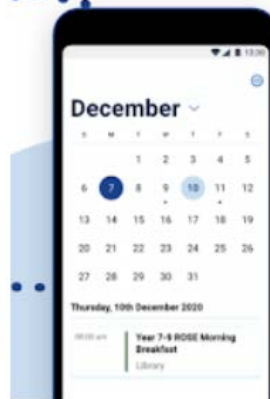 12:30
December
S M T W T F S
1 2 3 4 5
6 7 8 9 10 11 12
13 14 15 16 17 18 19
20 21 22 23 24 25 26
27 28 29 30 31
Thursday, 10th December 2020
Year 7-9 ROSE Morning
Breakfast
Library